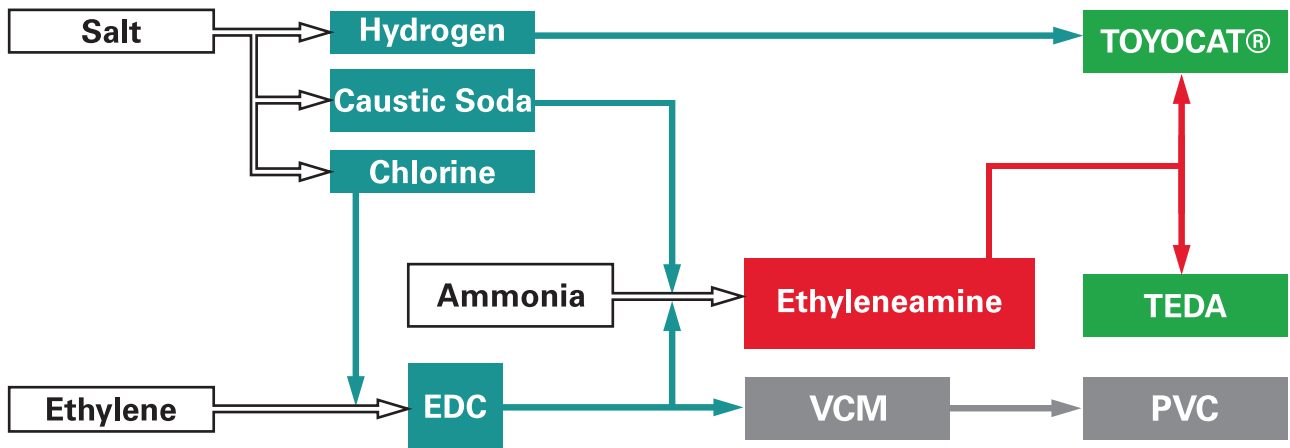 Salt
Hydrogen
TOYOCAT®
Caustic Soda
Chlorine
Ammonia
Ethyleneamine
TEDA
Ethylene
EDC
VCM
PVC